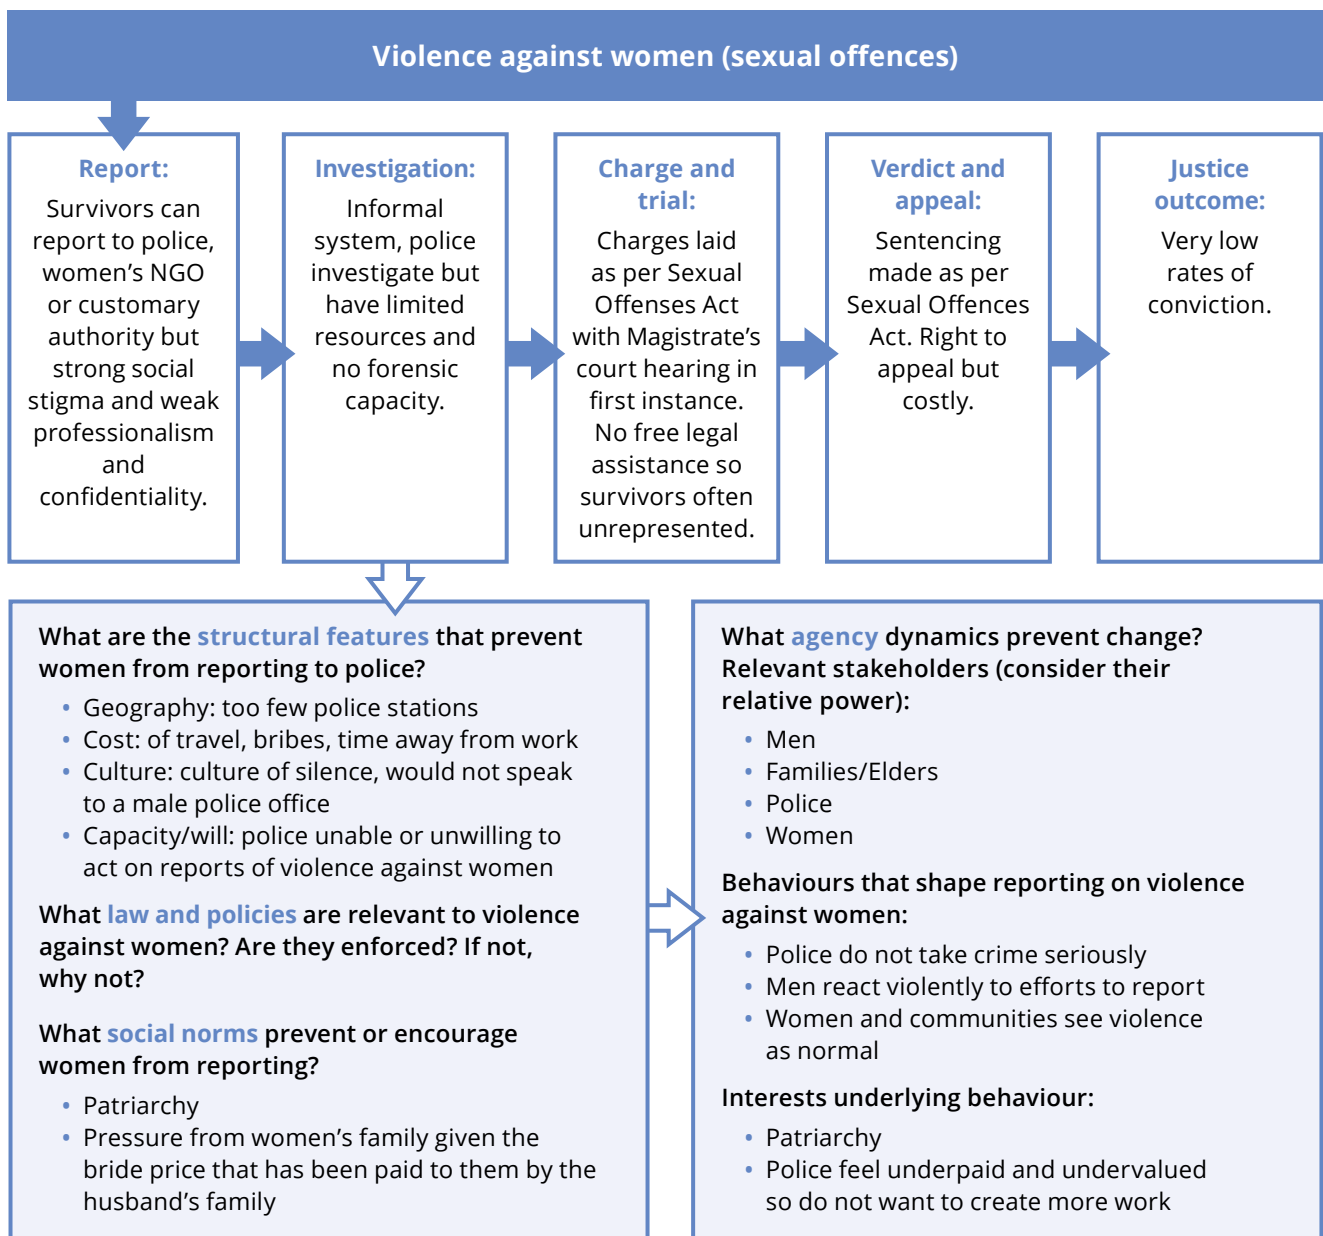 Violence against women (sexual offences)
Report:
Survivors can
report to police,
women’s NGO
or customary
authority but
strong social
stigma and weak
professionalism
and
confidentiality.
Investigation:
Informal
system, police
investigate but
have limited
resources and
no forensic
capacity.
Charge and
trial:
Charges laid
as per Sexual
Offenses Act
with Magistrate’s
court hearing in
first instance.
No free legal
assistance so
survivors often
unrepresented.
Verdict and
appeal:
Sentencing
made as per
Sexual Offences
Act. Right to
appeal but
costly.
Justice
outcome:
Very low
rates of
conviction.
What are the structural features that prevent
women from reporting to police?
• Geography: too few police stations
• Cost: of travel, bribes, time away from work
• Culture: culture of silence, would not speak
to a male police office
• Capacity/will: police unable or unwilling to
act on reports of violence against women
What law and policies are relevant to violence
against women? Are they enforced? If not,
why not?
What social norms prevent or encourage
women from reporting?
• Patriarchy
• Pressure from women’s family given the
bride price that has been paid to them by the
husband’s family
What agency dynamics prevent change?
Relevant stakeholders (consider their
relative power):
• Men
• Families/Elders
• Police
• Women
Behaviours that shape reporting on violence
against women:
• Police do not take crime seriously
• Men react violently to efforts to report
• Women and communities see violence
as normal
Interests underlying behaviour:
• Patriarchy
• Police feel underpaid and undervalued
so do not want to create more work